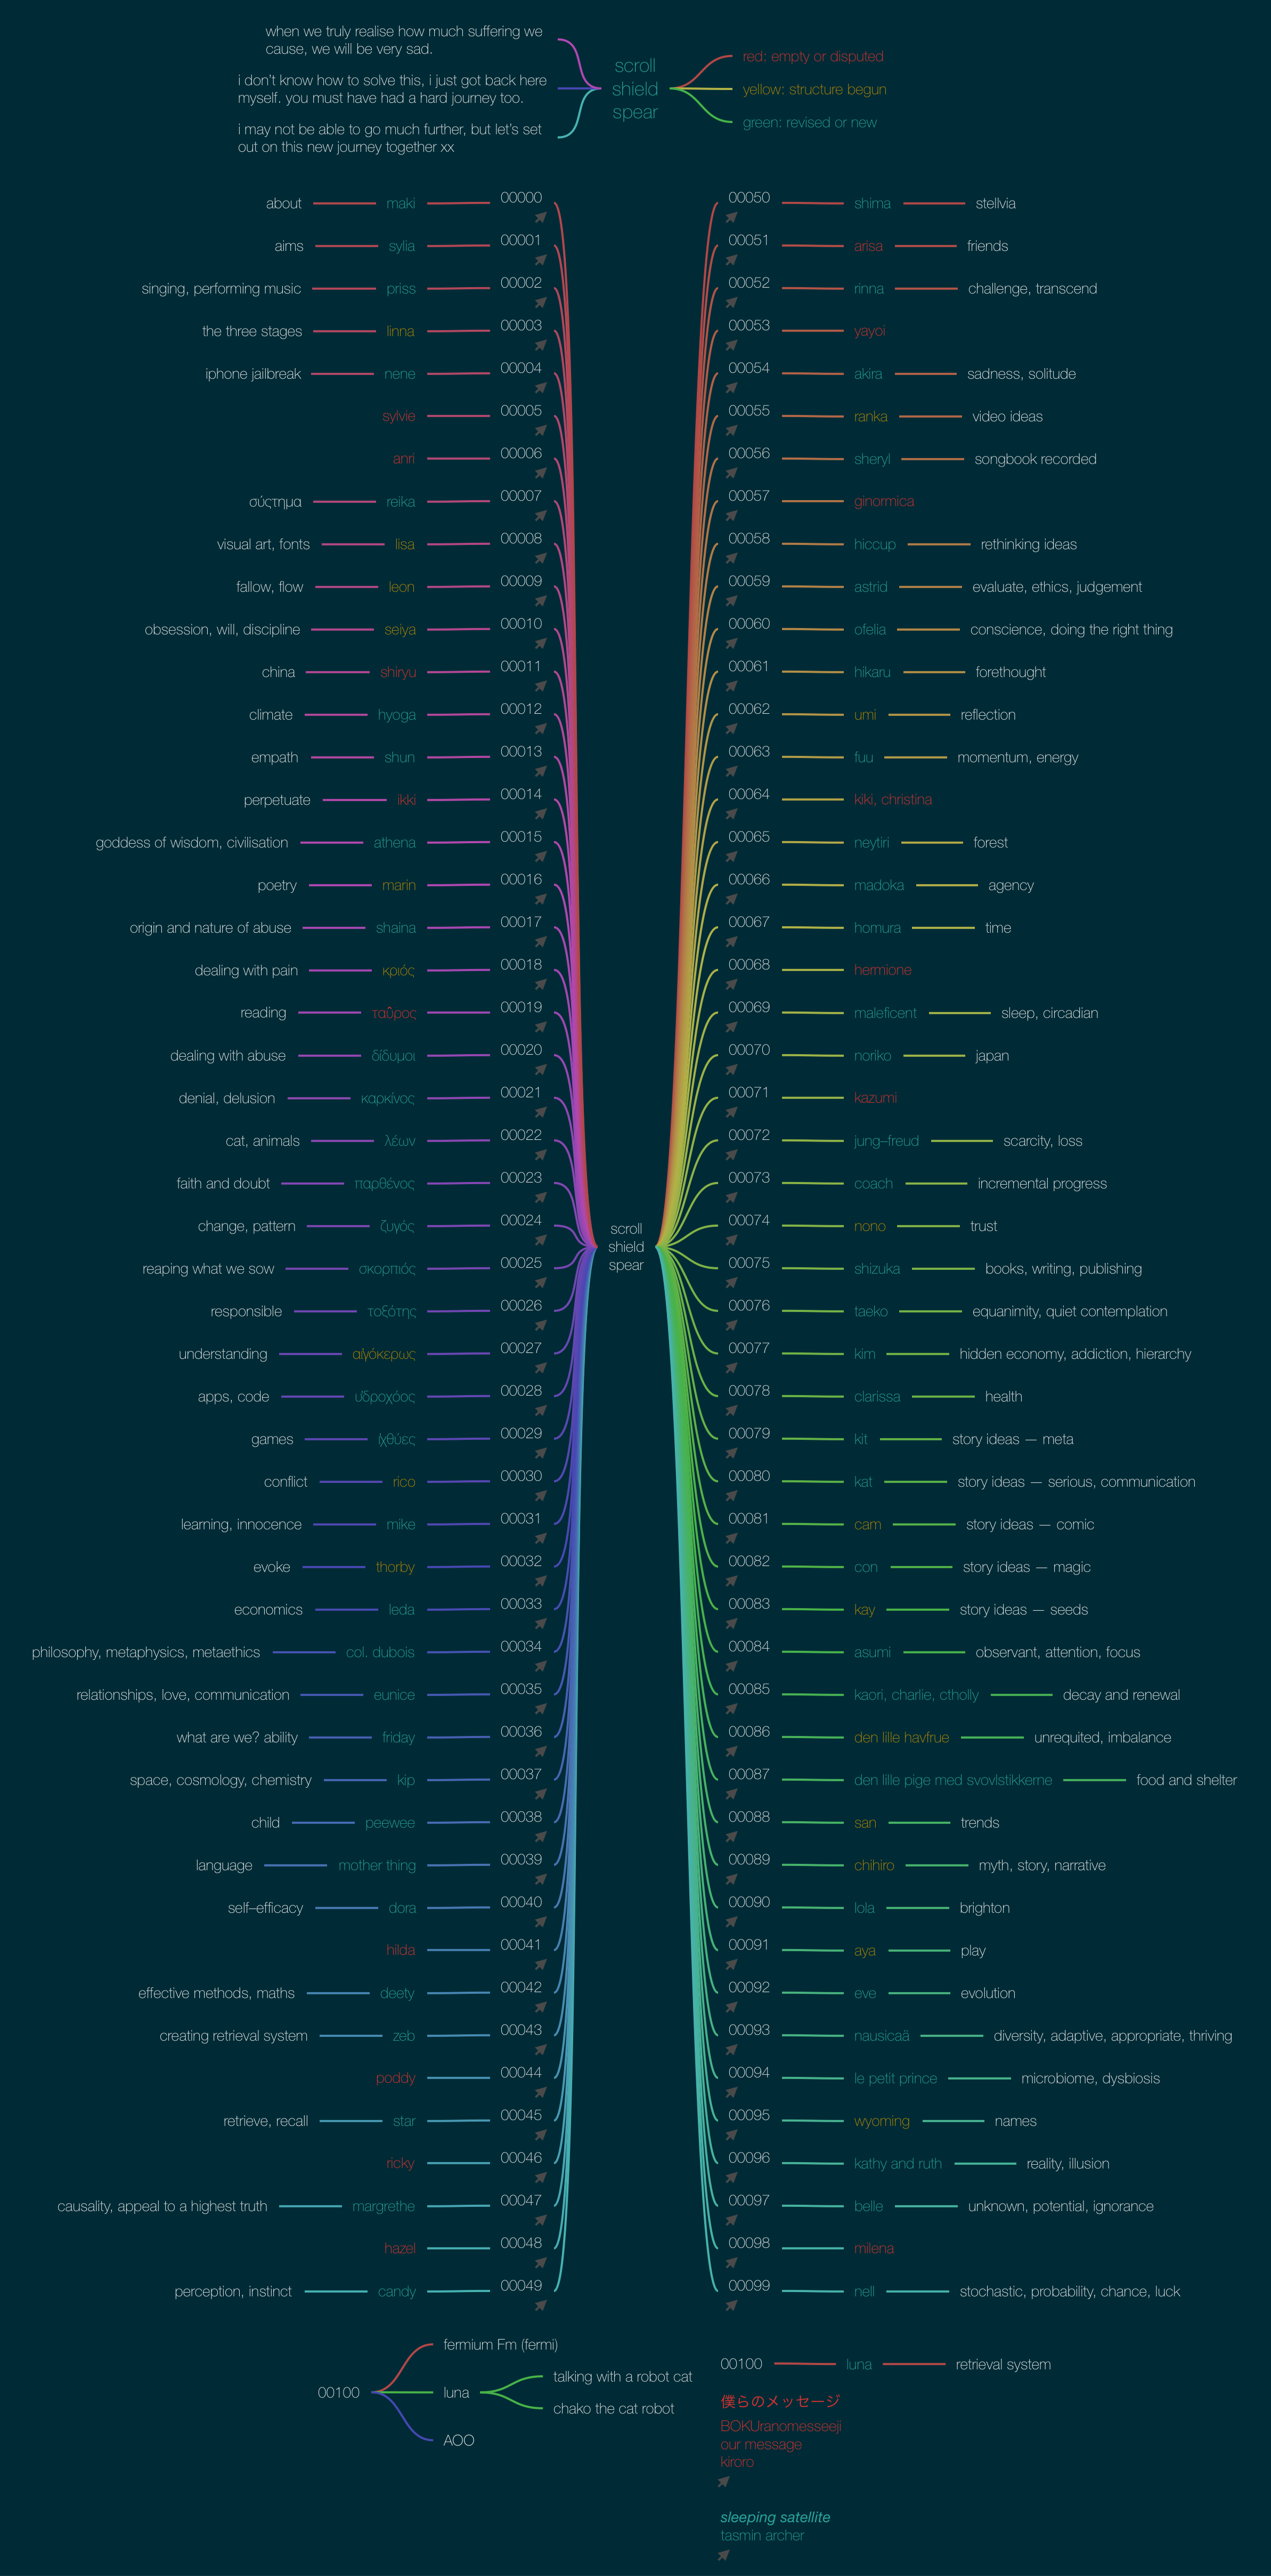 when we truly realise how much suffering we
cause, we will be very sad.
i don't know how to solve this, i just got back here
myself. you must have had a hard journey too.
i may not be able to go much further, but let's set
out on this new journey together xx
scroll
shield
spear
red: empty or disputed
yellow: structure begun
green: revised or new
about maki 00000
aims sylia 00001
singing, performing music priss 00002
the three stages linna 00003
iphone jailbreak nene 00004
sylvie 00005
anri 00006
σύςτημα reika 00007
visual art, fonts lisa 00008
fallow, flow leon 00009
obsession, will, discipline seiya 00010
china shiryu 00011
climate hyoga 00012
empath shun 00013
perpetuate ikki 00014
goddess of wisdom, civilisation athena 00015
poetry marin 00016
origin and nature of abuse shaina 00017
dealing with pain κριός 00018
reading ταῦρος 00019
dealing with abuse δίδυμοι 00020
denial, delusion καρκίνος 00021
cat, animals λέων 00022
faith and doubt παρθένος 00023
change, pattern ζυγός 00024
reaping what we sow σκορπιός 00025
responsible τοξότης 00026
understanding αἰγόκερως 00027
apps, code ὑδροχόος 00028
games ἰχθύες 00029
conflict rico 00030
learning, innocence mike 00031
evoke thorby 00032
economics leda 00033
philosophy, metaphysics, metaethics col. dubois 00034
relationships, love, communication eunice 00035
what are we? ability friday 00036
space, cosmology, chemistry kip 00037
child peewee 00038
language mother thing 00039
self–efficacy dora 00040
hilda 00041
effective methods, maths deety 00042
creating retrieval system zeb 00043
poddy 00044
retrieve, recall star 00045
ricky 00046
causality, appeal to a highest truth margrethe 00047
hazel 00048
perception, instinct candy 00049
scroll
shield
spear
00050 shima stellvia
00051 arisa friends
00052 rinna challenge, transcend
00053 yayoi
00054 akira sadness, solitude
00055 ranka video ideas
00056 sheryl songbook recorded
00057 ginormica
00058 hiccup rethinking ideas
00059 astrid evaluate, ethics, judgement
00060 ofelia conscience, doing the right thing
00061 hikaru forethought
00062 umi reflection
00063 fuu momentum, energy
00064 kiki, christina
00065 neytiri forest
00066 madoka agency
00067 homura time
00068 hermione
00069 maleficent sleep, circadian
00070 noriko japan
00071 kazumi
00072 jung–freud scarcity, loss
00073 coach incremental progress
00074 nono trust
00075 shizuka books, writing, publishing
00076 taeko equanimity, quiet contemplation
00077 kim hidden economy, addiction, hierarchy
00078 clarissa health
00079 kit story ideas — meta
00080 kat story ideas — serious, communication
00081 cam story ideas — comic
00082 con story ideas — magic
00083 kay story ideas — seeds
00084 asumi observant, attention, focus
00085 kaori, charlie, ctholly decay and renewal
00086 den lille havfrue unrequited, imbalance
00087 den lille pige med svovlstikkerne food and shelter
00088 san trends
00089 chihiro myth, story, narrative
00090 lola brighton
00091 aya play
00092 eve evolution
00093 nausicaä diversity, adaptive, appropriate, thriving
00094 le petit prince microbiome, dysbiosis
00095 wyoming names
00096 kathy and ruth reality, illusion
00097 belle unknown, potential, ignorance
00098 milena
00099 nell stochastic, probability, chance, luck
00100
fermium Fm (fermi)
luna
talking with a robot cat
chako the cat robot
AOO
00100 luna retrieval system
僕らのメッセージ
BOKUranomesseeji
our message
kiroro
sleeping satellite
tasmin archer